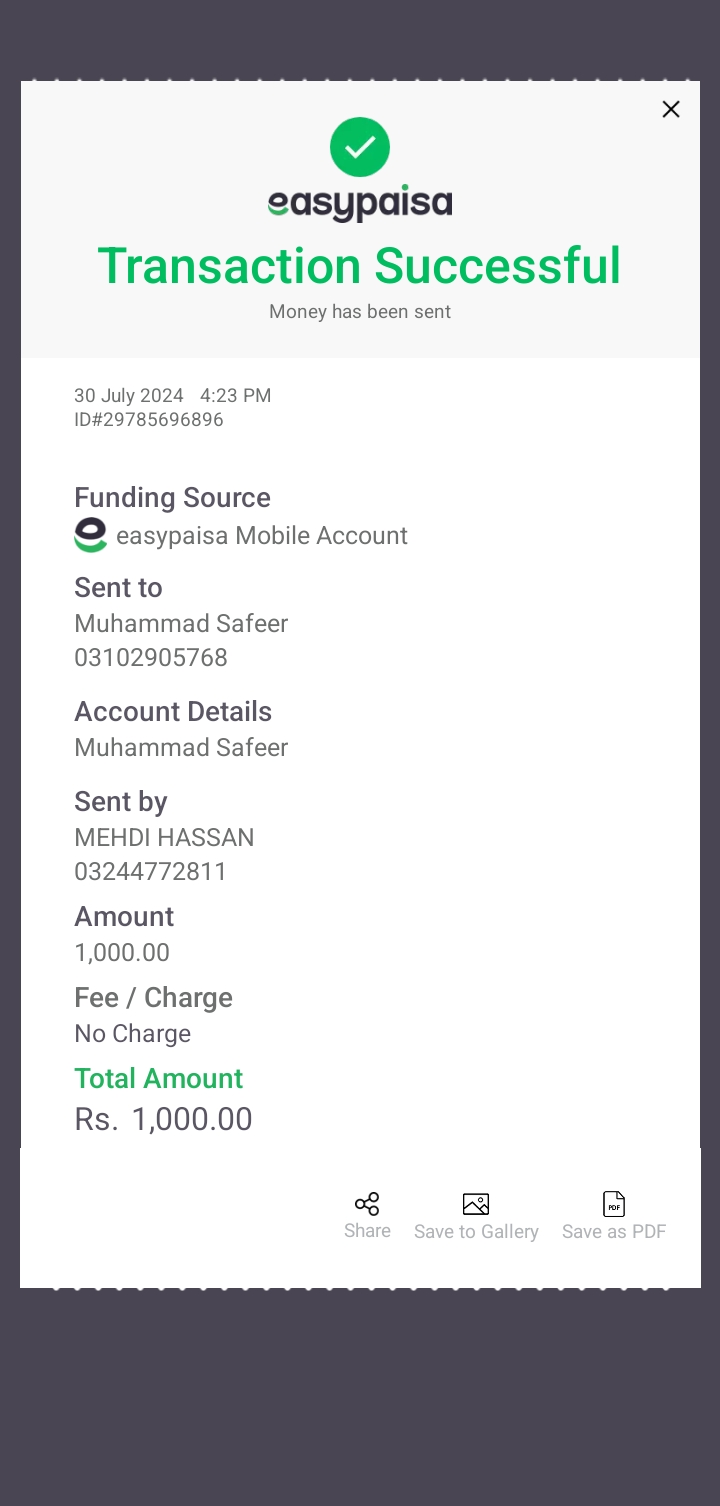 easypaisa
Transaction Successful
Money has been sent
30 July 2024 4:23 PM
ID#29785696896
Funding Source
easypaisa Mobile Account
Sent to
Muhammad Safeer
03102905768
Account Details
Muhammad Safeer
Sent by
MEHDI HASSAN
03244772811
Amount
1,000.00
Fee / Charge
No Charge
Total Amount
Rs. 1,000.00
PDF
Share Save to Gallery Save as PDF